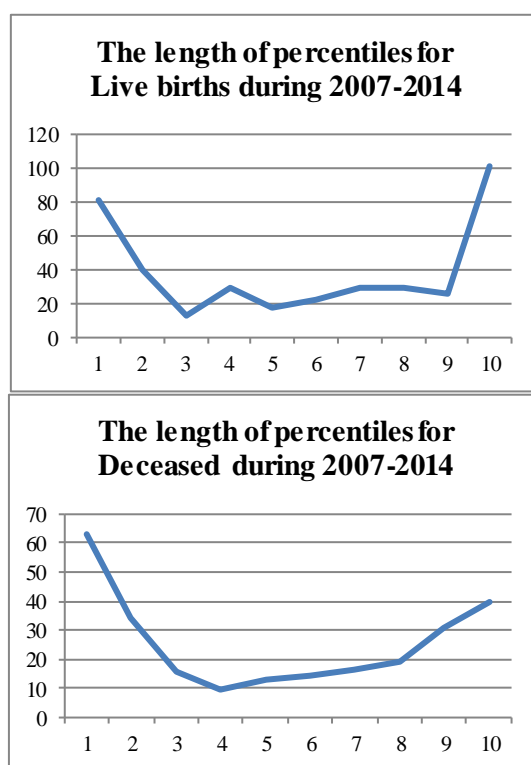 The length of percentiles for
Live births during 2007-2014
120
100
80
60
40
20
0
1 2 3 4 5 6 7 8 9 10
The length of percentiles for
Deceased during 2007-2014
70
60
50
40
30
20
10
0
1 2 3 4 5 6 7 8 9 10